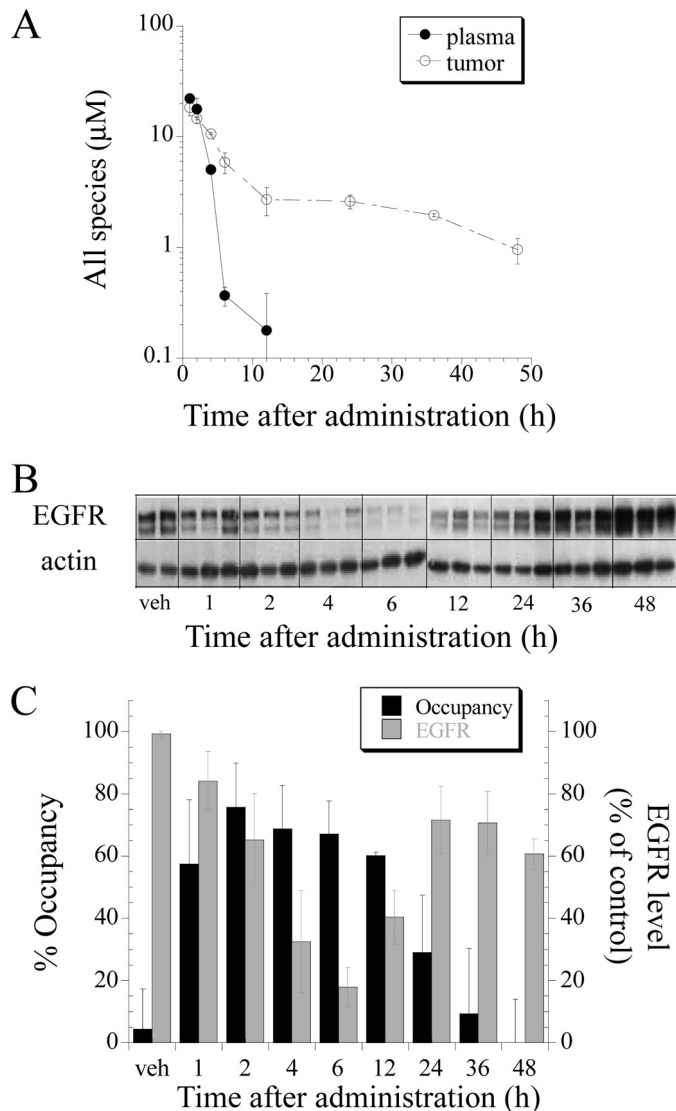 A
100
10
1
0.1
All species (μM)
plasma
tumor
0 10 20 30 40 50
Time after administration (h)
B
EGFR
actin
veh 1 2 4 6 12 24 36 48
Time after administration (h)
C
Occupancy
EGFR
100 100
80 80
60 60
40 40
20 20
0 0
% Occupancy
EGFR level
(% of control)
veh 1 2 4 6 12 24 36 48
Time after administration (h)